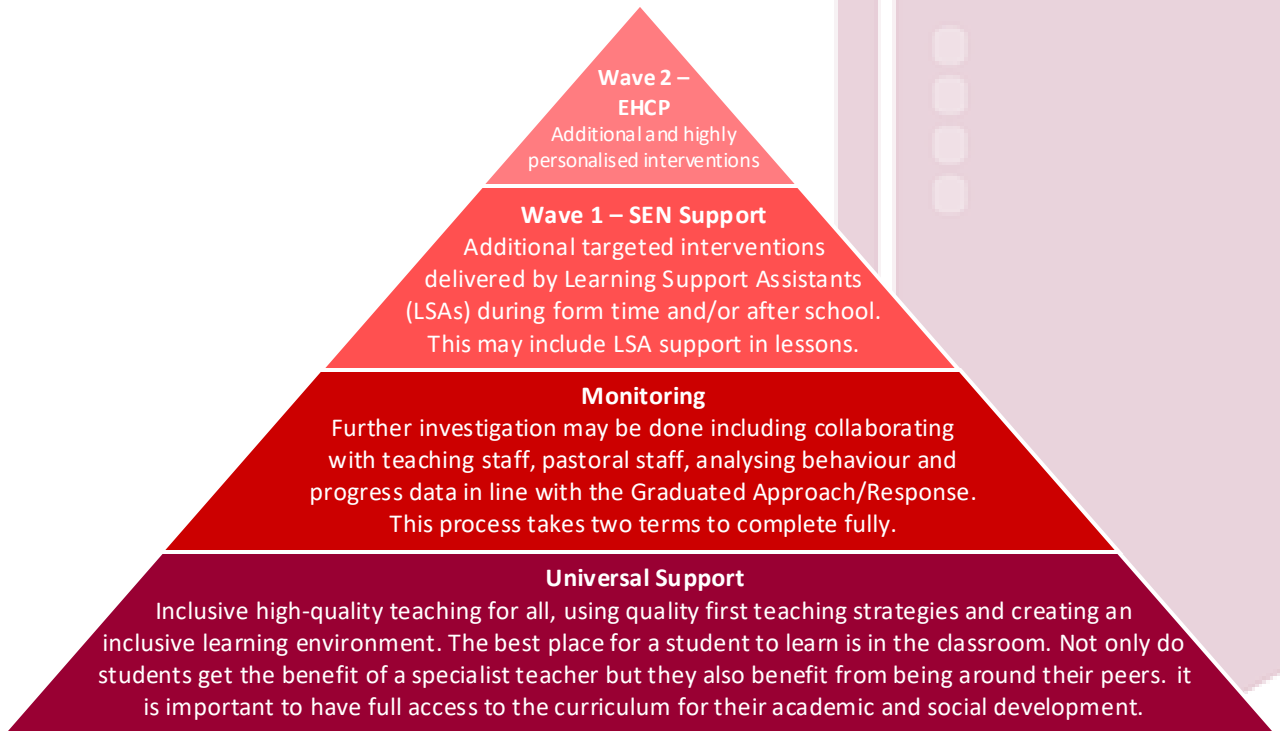 Wave 2 –
EHCP
Additional and highly
personalised interventions
Wave 1 – SEN Support
Additional targeted interventions
delivered by Learning Support Assistants
(LSAs) during form time and/or after school.
This may include LSA support in lessons.
Monitoring
Further investigation may be done including collaborating
with teaching staff, pastoral staff, analysing behaviour and
progress data in line with the Graduated Approach/Response.
This process takes two terms to complete fully.
Universal Support
Inclusive high-quality teaching for all, using quality first teaching strategies and creating an
inclusive learning environment. The best place for a student to learn is in the classroom. Not only do
students get the benefit of a specialist teacher but they also benefit from being around their peers. it
is important to have full access to the curriculum for their academic and social development.